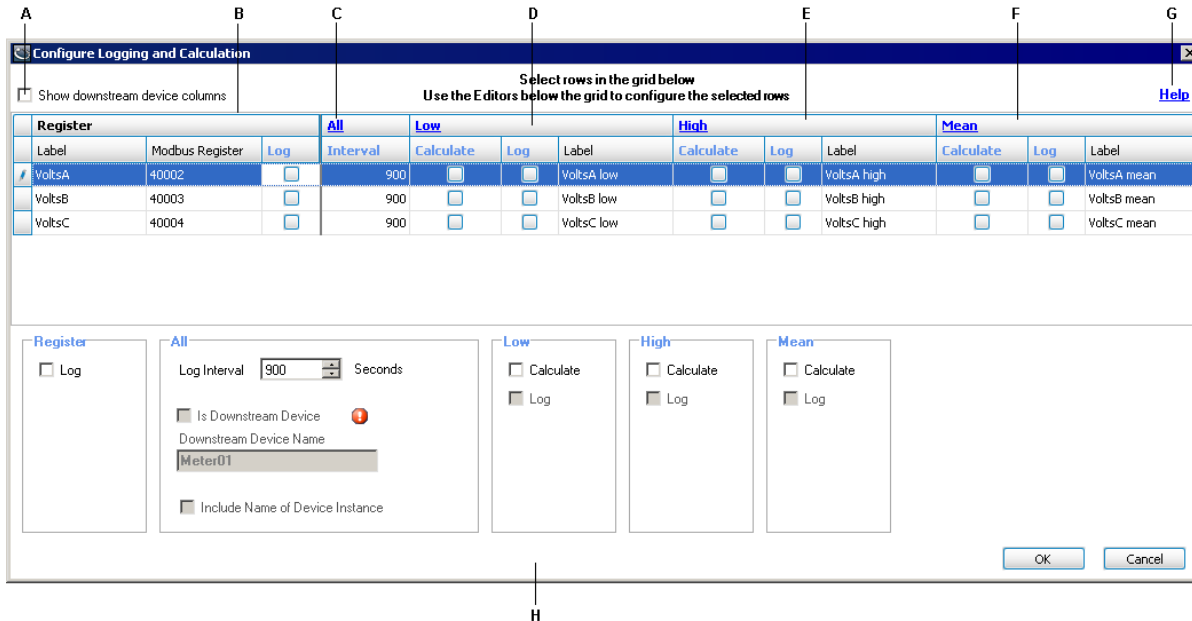 A B C D E F G
Configure Logging and Calculation
Select rows in the grid below
Show downstream device columns Use the Editors below the grid to configure the selected rows Help
Register All Low High Mean
Label Modbus Register Log Interval Calculate Log Label Calculate Log Label Calculate Log Label
VoltsA 40002 900 VoltsA low VoltsA high VoltsA mean
VoltsB 40003 900 VoltsB low VoltsB high VoltsB mean
VoltsC 40004 900 VoltsC low VoltsC high VoltsC mean
Register All Low High Mean
Log Log Interval 900 Seconds Calculate Calculate Calculate
Log Log Log
Is Downstream Device
Downstream Device Name
Meter01
Include Name of Device Instance
OK Cancel
H